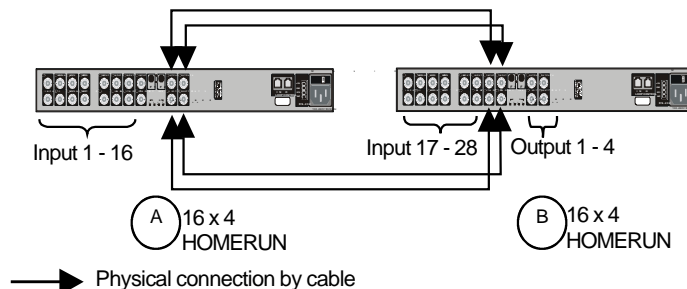 Input 1 - 16
Input 17 - 28
Output 1 - 4
A
16 x 4
HOMERUN
B
16 x 4
HOMERUN
Physical connection by cable